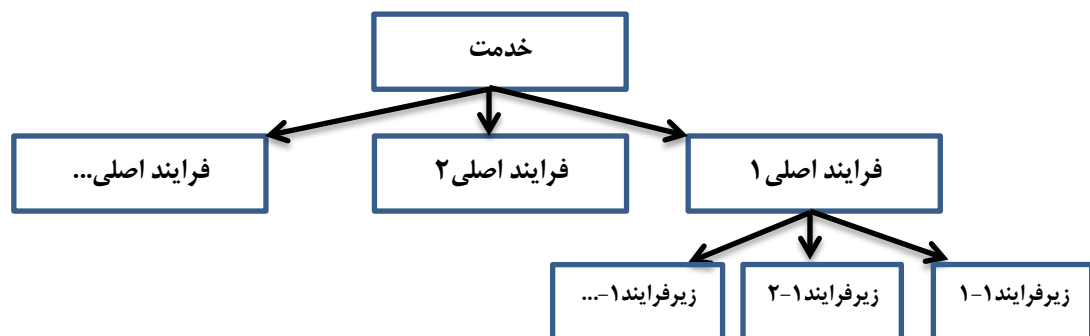 خدمت
فرایند اصلی۱
فرایند اصلی۲
فرایند اصلی...
زیرفرایند۱-۱
زیرفرایند۱-۲
زیرفرایند۱-...